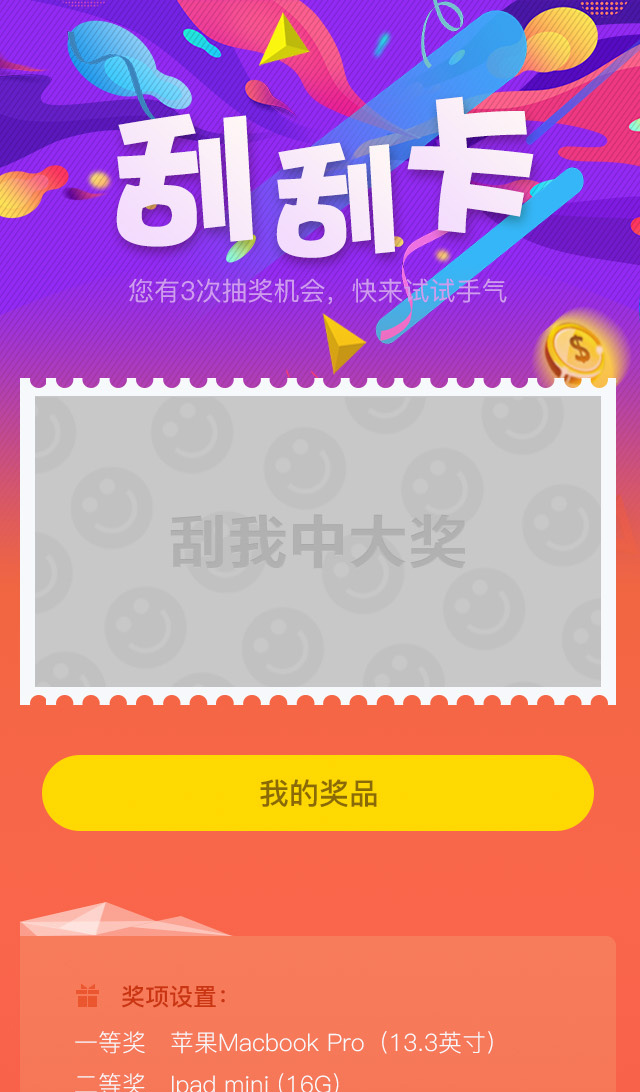 刮刮卡
您有3次抽奖机会，快来试试手气
刮我中大奖
我的奖品
奖项设置：
一等奖 苹果Macbook Pro（13.3英寸）
二等奖 Ipad mini (16G)